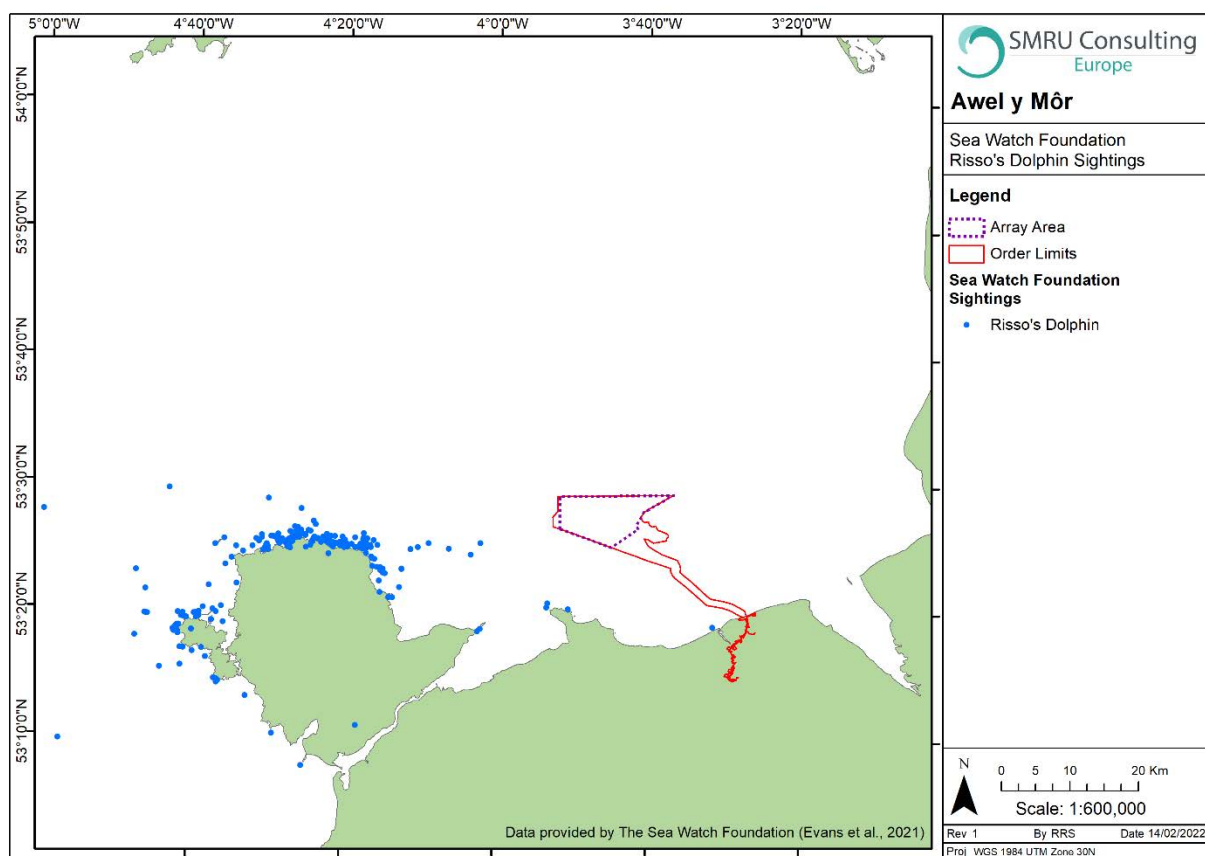 5°0'0"W 4°40'0"W 4°20'0"W 4°0'0"W 3°40'0"W 3°20'0"W
54°0'0"N
53°50'0"N
53°40'0"N
53°30'0"N
53°20'0"N
53°10'0"N
Data provided by The Sea Watch Foundation (Evans et al., 2021)
SMRU Consulting
Europe
Awel y Môr
Sea Watch Foundation
Risso's Dolphin Sightings
Legend
Array Area
Order Limits
Sea Watch Foundation
Sightings
Risso's Dolphin
N
0 5 10 20 Km
Scale: 1:600,000
Rev 1 By RRS Date 14/02/2022
Proj WGS 1984 UTM Zone 30N